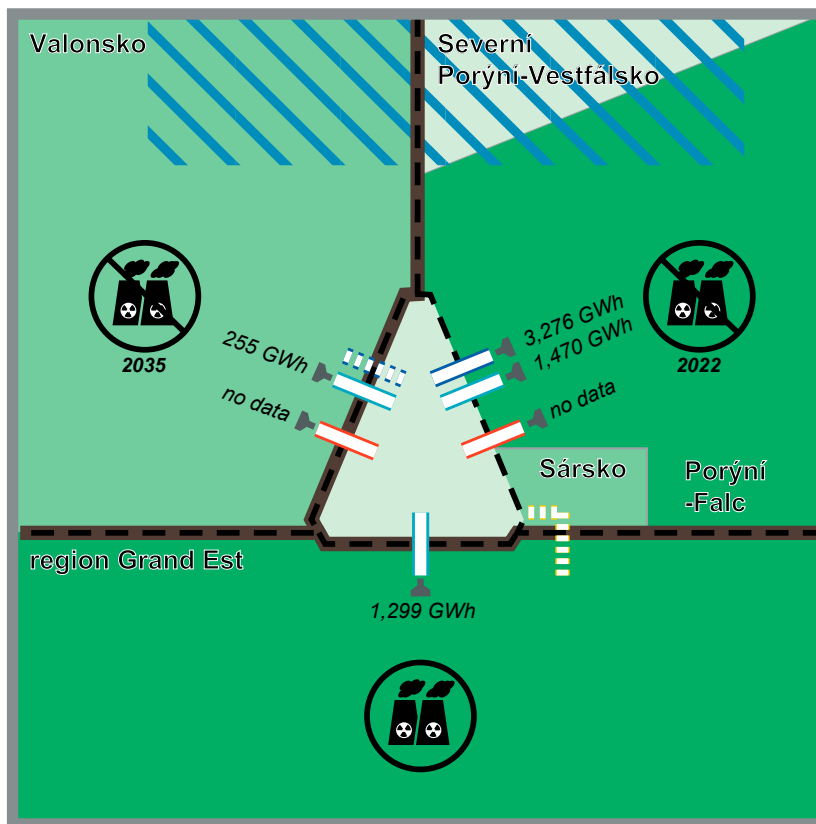 Valonsko
Severní
Porýní-Vestfálsko
3,276 GWh
1,470 GWh
255 GWh
2035
2022
no data
no data
Sársko
Porýní
-Falc
region Grand Est
1,299 GWh